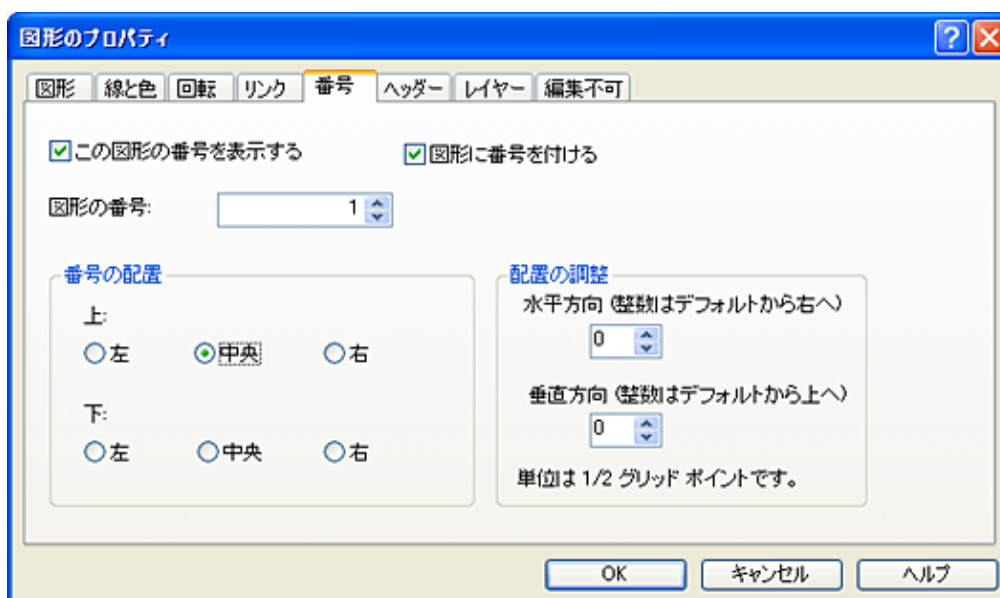 図形のプロパティ
図形 線と色 回転 リンク 番号 ヘッダー レイヤー 編集不可
この図形の番号を表示する 図形に番号を付ける
図形の番号: 1
番号の配置
上:
左 中央 右
下:
左 中央 右
配置の調整
水平方向 (整数はデフォルトから右へ)
0
垂直方向 (整数はデフォルトから上へ)
0
単位は 1/2 グリッド ポイントです。
OK キャンセル ヘルプ